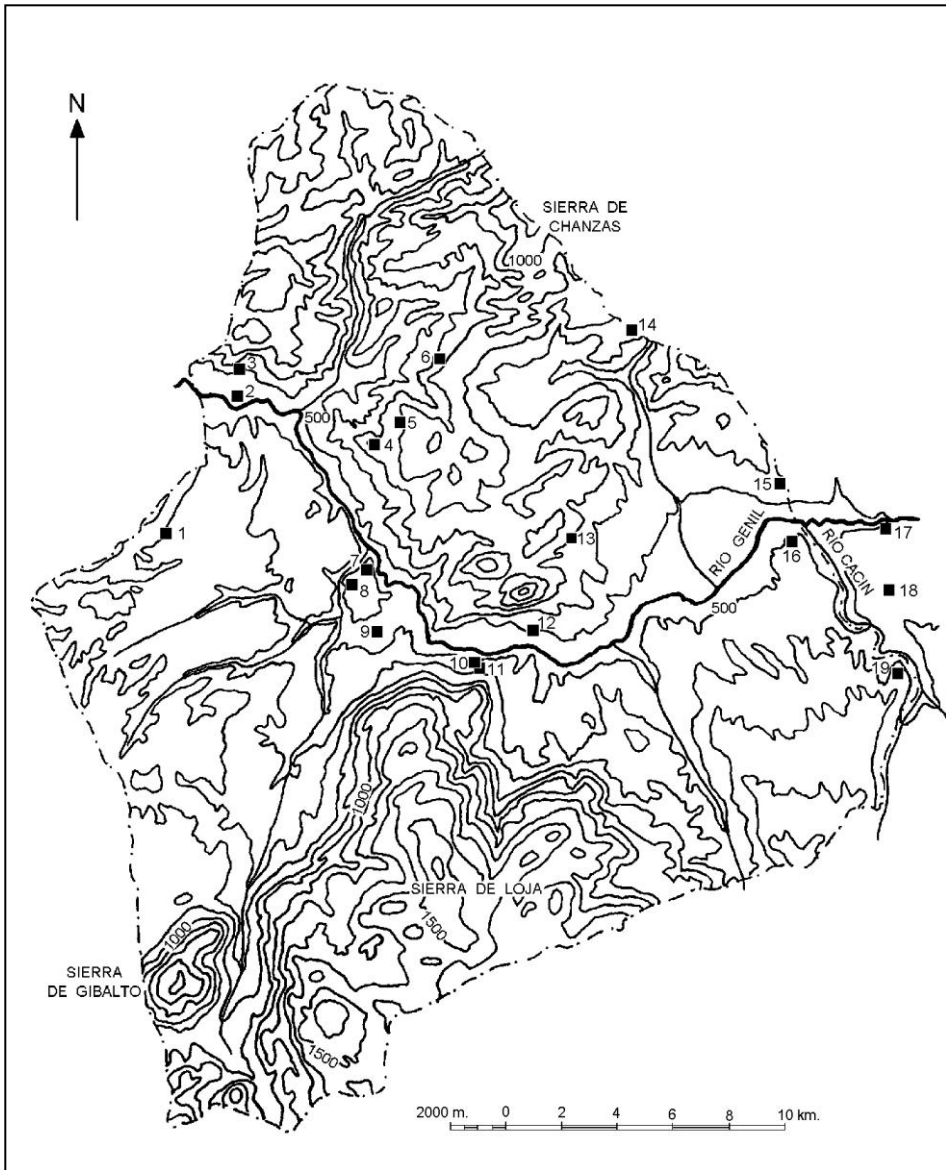 N
SIERRA DE
CHANZAS
1000
14
3
6
2
500
5
4
15
1
13
RIO GENIL
17
16
RIO CACIN
7
8
18
500
9
12
10
11
19
1000
SIERRA DE LOJA
1500
1000
SIERRA
DE GIBALTO
1500
2000 m. 0 2 4 6 8 10 km.